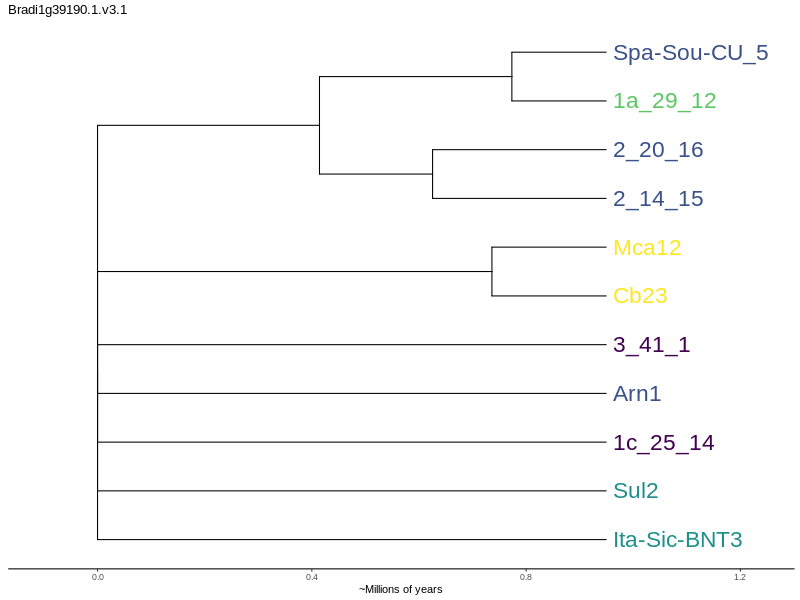 Bradi1g39190.1.v3.1
Spa-Sou-CU_5
1a_29_12
2_20_16
2_14_15
Mca12
Cb23
3_41_1
Arn1
1c_25_14
Sul2
Ita-Sic-BNT3
0.0 0.4 0.8 1.2
~Millions of years